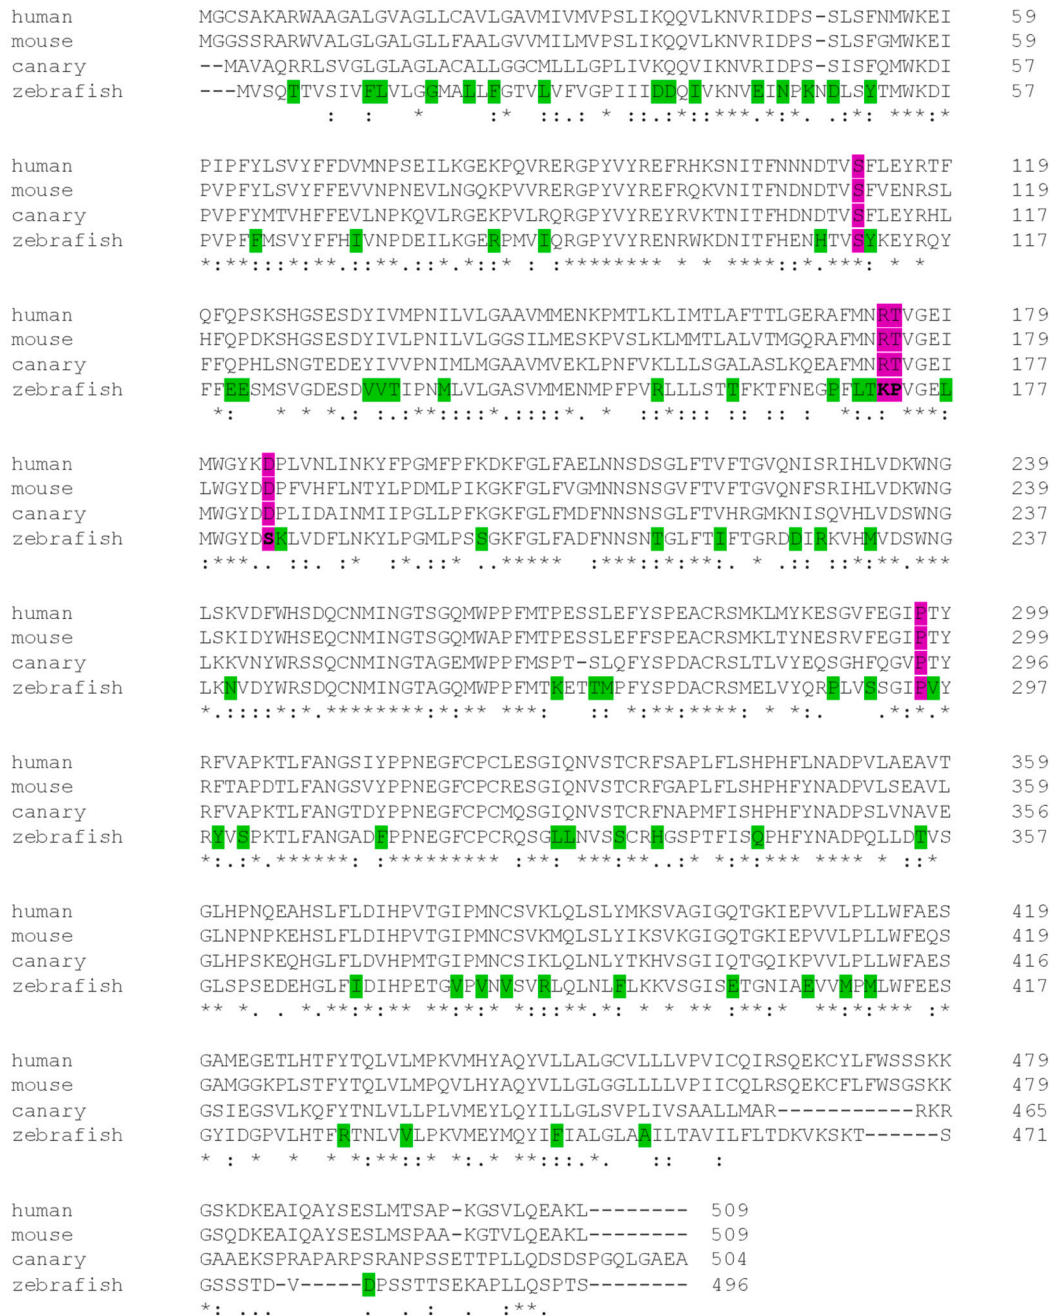 human MGCSAKARWAAGALGVAGLLCAVLGAVMIVMVPSLIKQQVLKNVRIDPS-SLSFNMWKEI 59
mouse MGGSSRARWVALGLGALGLLFAALGVVMILMVPSLIKQQVLKNVRIDPS-SLSFGMWKEI 59
canary --MAVAQRRLSVGLGLAGLACALLGGCMLLLGPLIVKQQVIKNVRIDPS-SISFQMWKDI 57
zebrafish ---MVSQTTVSIVFLVLGGMALLFGTVLVFVGPIIIDDQIVKNVEINPKNDLSYTMWKDI 57
: : * :* ::.: * ::.:*:***.*:*. .:*: ***:*
human PIPFYLSVYFFDVMNPSEILKGEKPQVRERGPYVYREFRHKSNITFNNNDTVSFLEYRTF 119
mouse PVPFYLSVYFFEVVNPNEVLNGQKPVVRERGPYVYREFRQKVNITFNDNDTVSFVENRSL 119
canary PVPFYMTVHFFEVLNPKQVLRGEKPVLRQRGPYVYREYRVKTNITFHDNDTVSFLEYRHL 117
zebrafish PVPFFMSVYFFHIVNPDEILKGERPMVIQRGPYVYRENRWKDNITFHENHTVSYKEYRQY 117
*:**:::*:**.::**.::*.*::* : :********* * *****::*.***: * *
human QFQPSKSHGSESDYIVMPNILVLGAAVMMENKPMTLKLIMTLAFTTLGERAFMNRTVGEI 179
mouse HFQPDKSHGSESDYIVLPNILVLGGSILMESKPVSLKLMMTLALVTMGQRAFMNRTVGEI 179
canary FFQPHLSNGTEDEYIVVPNIMLMGAAVMVEKLPNFVKLLLSGALASLKQEAFMNRTVGEI 177
zebrafish FFEESMSVGDESDVVTIPNMLVLGASVMMENMPFPVRLLLSTTFKTFNEGPFLTKPVGEL 177
*: * * *.: :.:**::::*.::::*. * ::*::: :: :: : .*:.:.***:
human MWGYKDPLVNLINKYFPGMFPFKDKFGLFAELNNSDSGLFTVFTGVQNISRIHLVDKWNG 239
mouse LWGYDDPFVHFLNTYLPDMLPIKGKFGLFVGMNNSNSGVFTVFTGVQNFSRIHLVDKWNG 239
canary MWGYDDPLIDAINMIIPGLLPFKGKFGLFMDFNNSNSGLFTVHRGMKNISQVHLVDSWNG 237
zebrafish MWGYDSKLVDFLNKYLPGMLPSSGKFGLFADFNNSNTGLFTIFTGRDDIRKVHMVDSWNG 237
:***.. ::. :* :*.::* ..***** :***::*:**:. * .:: ::*:**.***
human LSKVDFWHSDQCNMINGTSGQMWPPFMTPESSLEFYSPEACRSMKLMYKESGVFEGIPTY 299
mouse LSKIDYWHSEQCNMINGTSGQMWAPFMTPESSLEFFSPEACRSMKLTYNESRVFEGIPTY 299
canary LKKVNYWRSSQCNMINGTAGEMWPPFMSPT-SLQFYSPDACRSLTLVYEQSGHFQGVPTY 296
zebrafish LKNVDYWRSDQCNMINGTAGQMWPPFMTKETTMPFYSPDACRSMELVYQRPLVSSGIPVY 297
*.::::*:*.********:*:**.***: :: *:**:****: * *:. .*:*.*
human RFVAPKTLFANGSIYPPNEGFCPCLESGIQNVSTCRFSAPLFLSHPHFLNADPVLAEAVT 359
mouse RFTAPDTLFANGSVYPPNEGFCPCRESGIQNVSTCRFGAPLFLSHPHFYNADPVLSEAVL 359
canary RFVAPKTLFANGTDYPPNEGFCPCMQSGIQNVSTCRFNAPMFISHPHFYNADPSLVNAVE 356
zebrafish RYVSPKTLFANGADFPPNEGFCPCRQSGLLNVSSCRHGSPTFISQPHFYNADPQLLDTVS 357
*:.:*.******: :********* :**: ***:**..:* *:*:*** **** * ::*
human GLHPNQEAHSLFLDIHPVTGIPMNCSVKLQLSLYMKSVAGIGQTGKIEPVVLPLLWFAES 419
mouse GLNPNPKEHSLFLDIHPVTGIPMNCSVKMQLSLYIKSVKGIGQTGKIEPVVLPLLWFEQS 419
canary GLHPSKEQHGLFLDVHPMTGIPMNCSIKLQLNLYTKHVSGIIQTGQIKPVVLPLLWFAES 416
zebrafish GLSPSEDEHGLFIDIHPETGVPVNVSVRLQLNLFLKKVSGISETGNIAEVVMPMLWFEES 417
** *. . *.**:*:** **:*:* *:::**.*: * * ** :**:* **:*:*** :*
human GAMEGETLHTFYTQLVLMPKVMHYAQYVLLALGCVLLLVPVICQIRSQEKCYLFWSSSKK 479
mouse GAMGGKPLSTFYTQLVLMPQVLHYAQYVLLGLGGLLLLVPIICQLRSQEKCFLFWSGSKK 479
canary GSIEGSVLKQFYTNLVLLPLVMEYLQYILLGLSVPLIVSAALLMAR-----------RKR 465
zebrafish GYIDGPVLHTFRTNLVVLPKVMEYMQYIFIALGLAAILTAVILFLTDKVKSKT------S 471
* : * * * *:**::* *:.* **:::.*. :: :
human GSKDKEAIQAYSESLMTSAP-KGSVLQEAKL-------- 509
mouse GSQDKEAIQAYSESLMSPAA-KGTVLQEAKL-------- 509
canary GAAEKSPRAPARPSRANPSSETTPLLQDSDSPGQLGAEA 504
zebrafish GSSSTD-V-----DPSSTTSEKAPLLQSPTS-------- 496
*: ... . . : . :**.